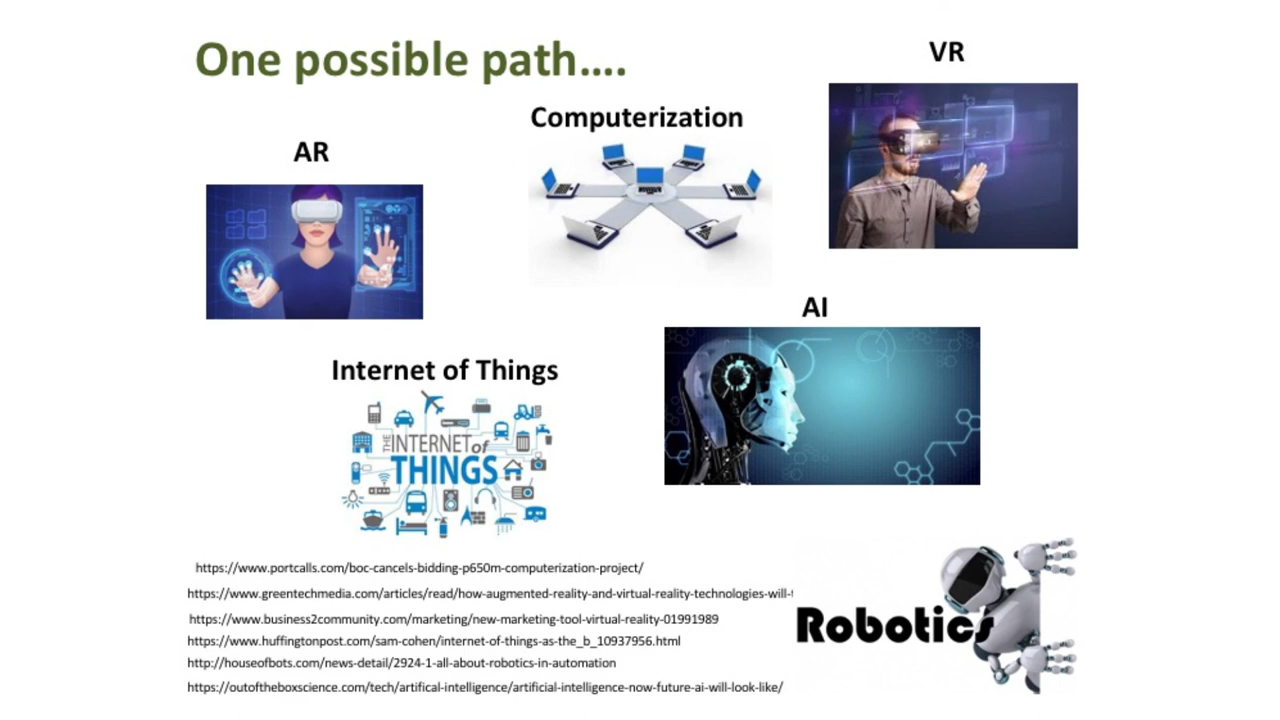 One possible path....
VR
Computerization
AR
AI
Internet of Things
THE INTERNET of
THINGS
https://www.portcalls.com/boc-cancels-bidding-p650m-computerization-project/
https://www.greentechmedia.com/articles/read/how-augmented-reality-and-virtual-reality-technologies-will-
https://www.business2community.com/marketing/new-marketing-tool-virtual-reality-01991989
https://www.huffingtonpost.com/sam-cohen/internet-of-things-as-the_b_10937956.html
http://houseofbots.com/news-detail/2924-1-all-about-robotics-in-automation
https://outoftheboxscience.com/tech/artifical-intelligence/artificial-intelligence-now-future-ai-will-look-like/
Robotics